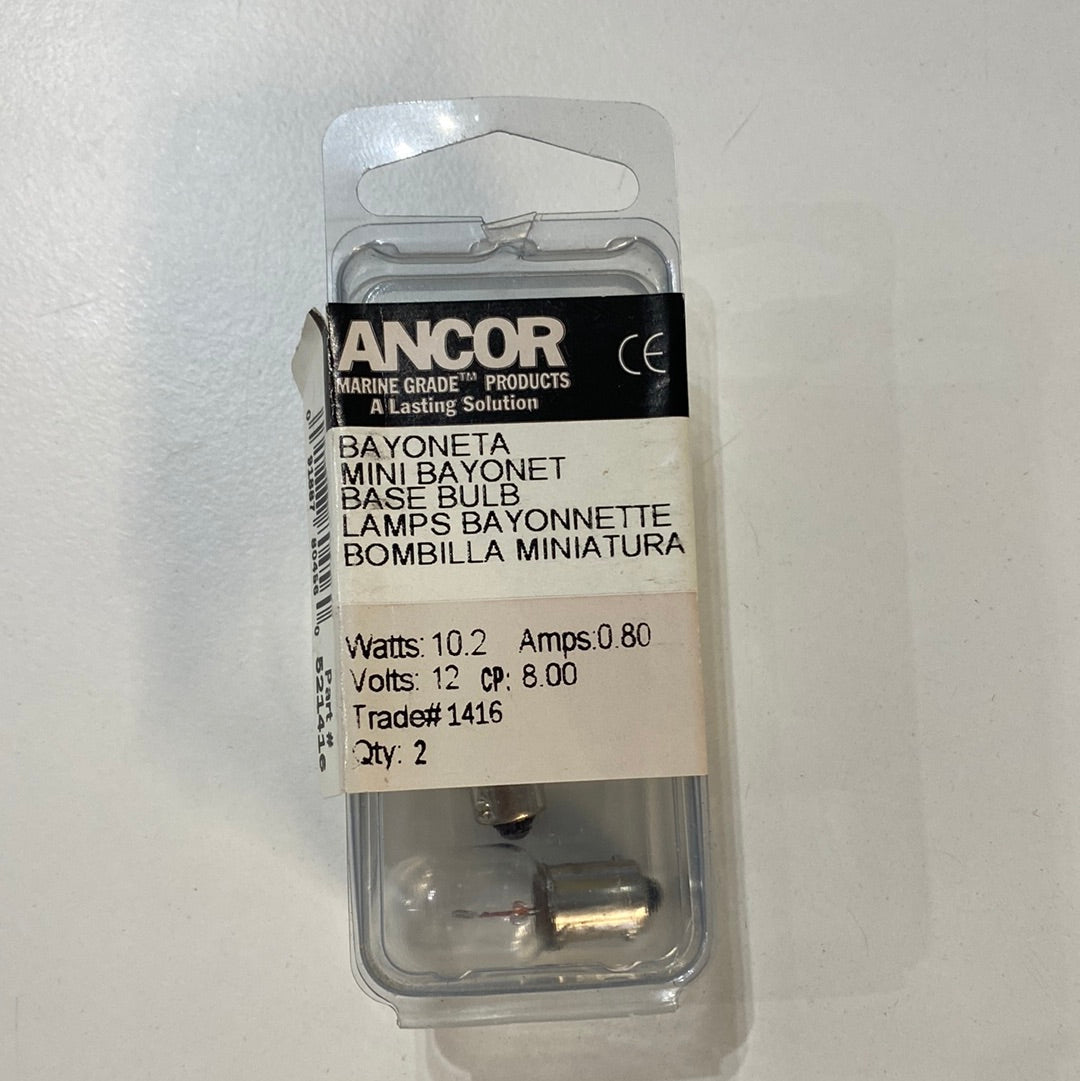 ANCOR
CE
MARINE GRADE™ PRODUCTS
A Lasting Solution
BAYONETA
MINI BAYONET
BASE BULB
LAMPS BAYONNETTE
BOMBILLA MINIATURA
Watts: 10.2 Amps:0.80
Volts: 12 CP: 8.00
Trade# 1416
Qty: 2
Part #
521416